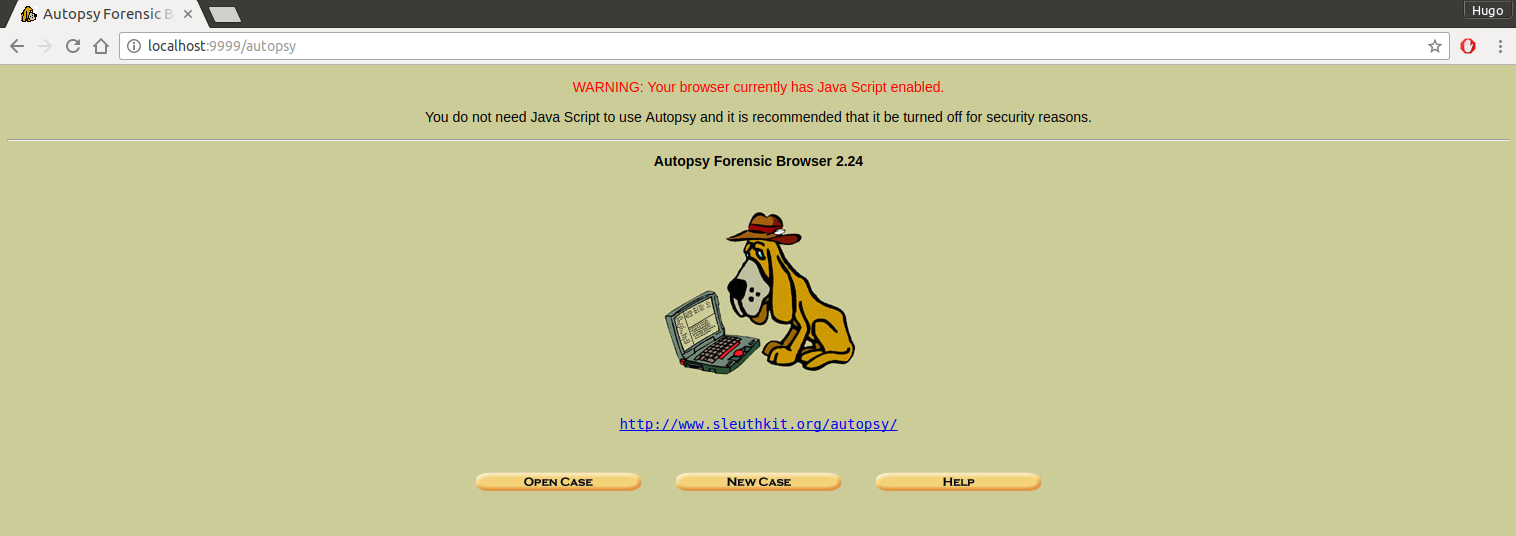 Autopsy Forensic B
Hugo
localhost:9999/autopsy
WARNING: Your browser currently has Java Script enabled.
You do not need Java Script to use Autopsy and it is recommended that it be turned off for security reasons.
Autopsy Forensic Browser 2.24
http://www.sleuthkit.org/autopsy/
OPEN CASE NEW CASE HELP